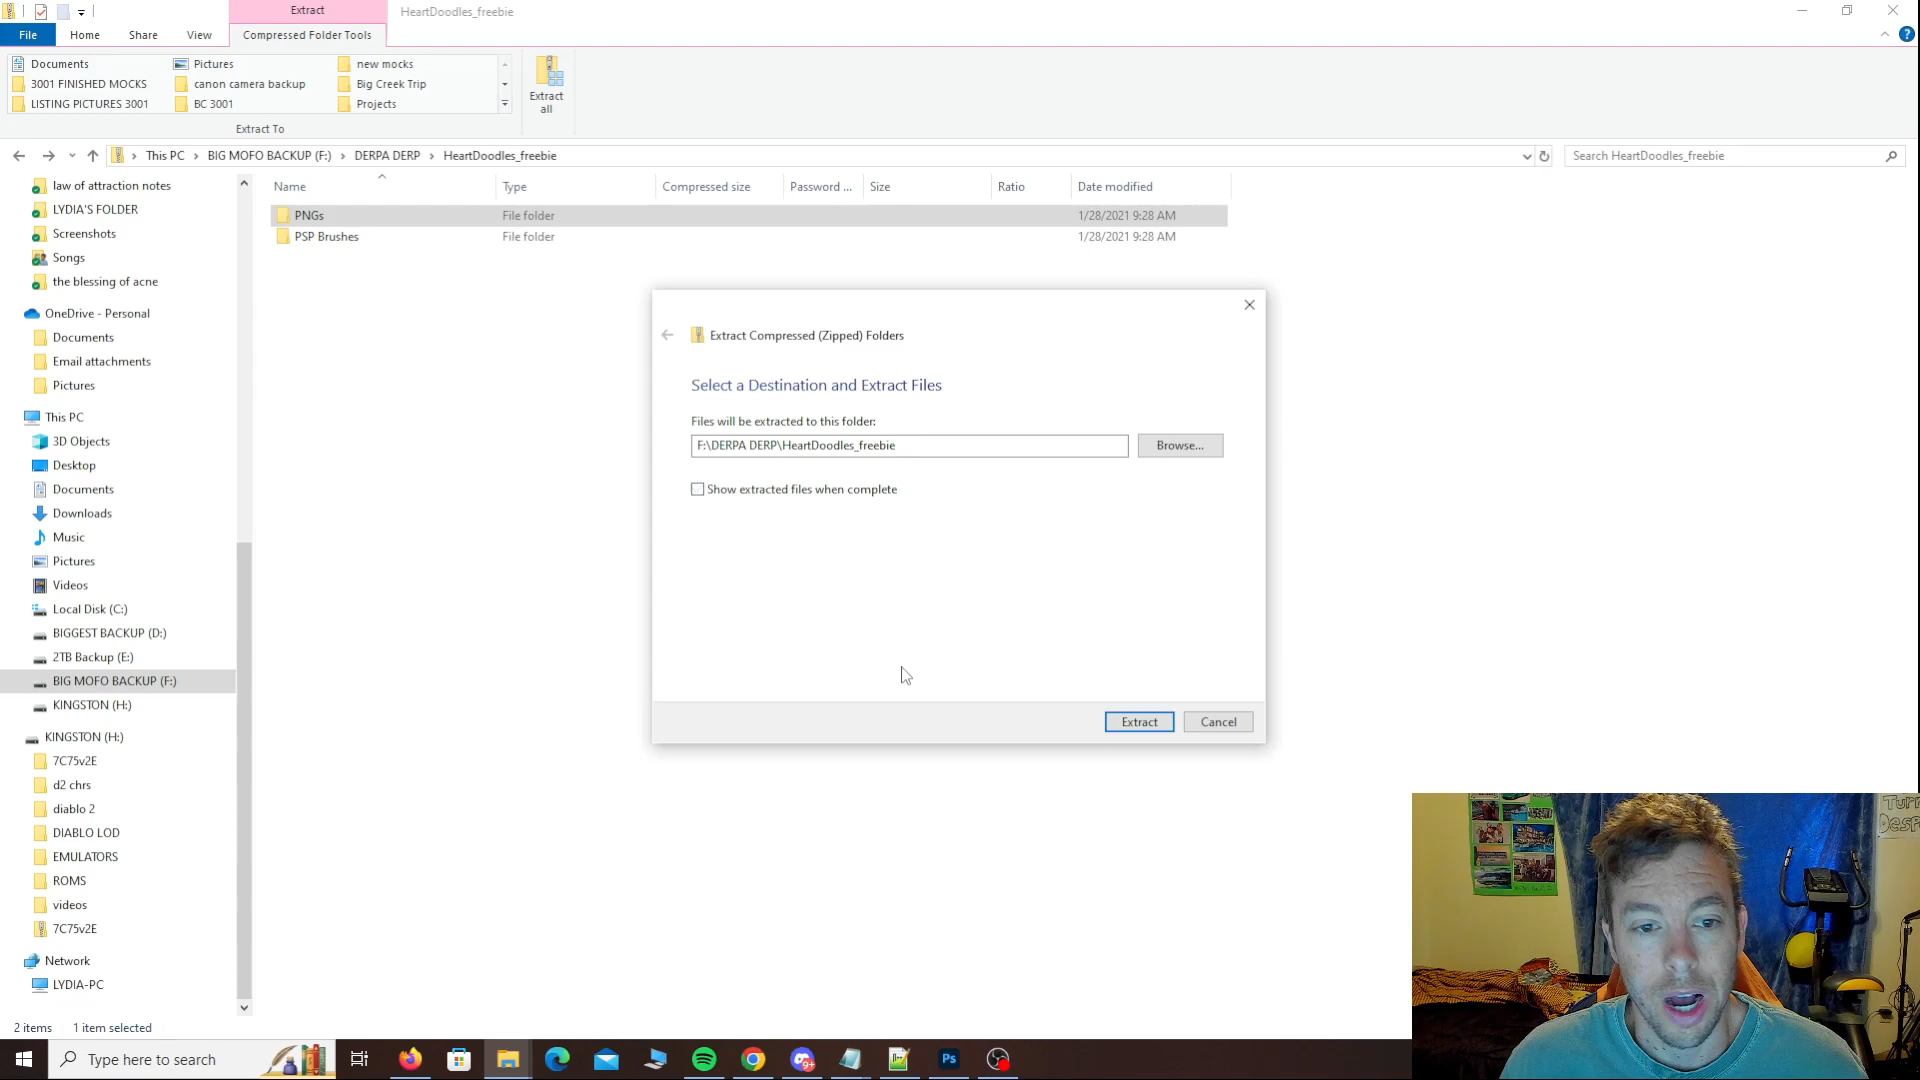 Extract
HeartDoodles_freebie
File
Home
Share
View
Compressed Folder Tools
?
Documents
Pictures
new mocks
3001 FINISHED MOCKS
canon camera backup
Big Creek Trip
LISTING PICTURES 3001
BC 3001
Projects
Extract
all
Extract To
This PC
BIG MOFO BACKUP (F:)
DERPA DERP
HeartDoodles_freebie
Search HeartDoodles_freebie
Name
Type
Compressed size
Password ...
Size
Ratio
Date modified
PNGs
File folder
1/28/2021 9:28 AM
PSP Brushes
File folder
1/28/2021 9:28 AM
law of attraction notes
LYDIA'S FOLDER
Screenshots
Songs
the blessing of acne
OneDrive - Personal
Documents
Email attachments
Pictures
This PC
3D Objects
Desktop
Documents
Downloads
Music
Pictures
Videos
Local Disk (C:)
BIGGEST BACKUP (D:)
2TB Backup (E:)
BIG MOFO BACKUP (F:)
KINGSTON (H:)
KINGSTON (H:)
7C75v2E
d2 chrs
diablo 2
DIABLO LOD
EMULATORS
ROMS
videos
7C75v2E
Network
LYDIA-PC
Extract Compressed (Zipped) Folders
Select a Destination and Extract Files
Files will be extracted to this folder:
F:\DERPA DERP\HeartDoodles_freebie
Browse...
Show extracted files when complete
Extract
Cancel
2 items
1 item selected
Type here to search
9+
Ps